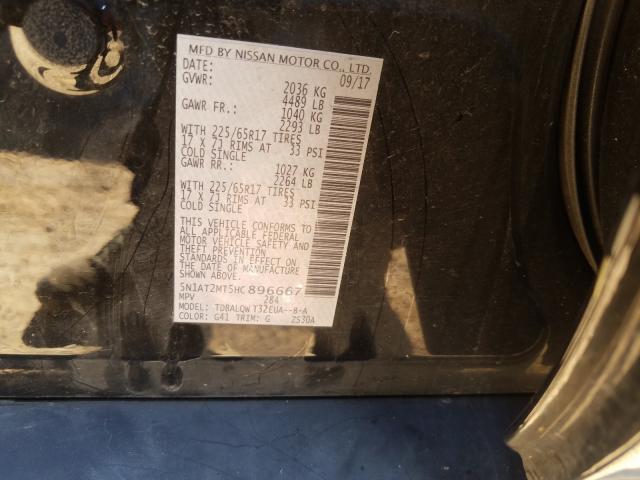 MFD BY NISSAN MOTOR CO., LTD.
DATE: 09/17
GVWR: 2036 KG
4489 LB
GAWR FR.: 1040 KG
2293 LB
WITH 225/65R17 TIRES
17 X 7J RIMS AT 33 PSI
COLD SINGLE
GAWR RR.: 1027 KG
2264 LB
WITH 225/65R17 TIRES
17 X 7J RIMS AT 33 PSI
COLD SINGLE
THIS VEHICLE CONFORMS TO
ALL APPLICABLE FEDERAL
MOTOR VEHICLE SAFETY AND
THEFT PREVENTION
STANDARDS IN EFFECT ON
THE DATE OF MANUFACTURE
SHOWN ABOVE.
5N1AT2MT5HC896667
MPV 284
MODEL: TDBALQW T32EUA--B-A
COLOR: G41 TRIM: G 2S30A